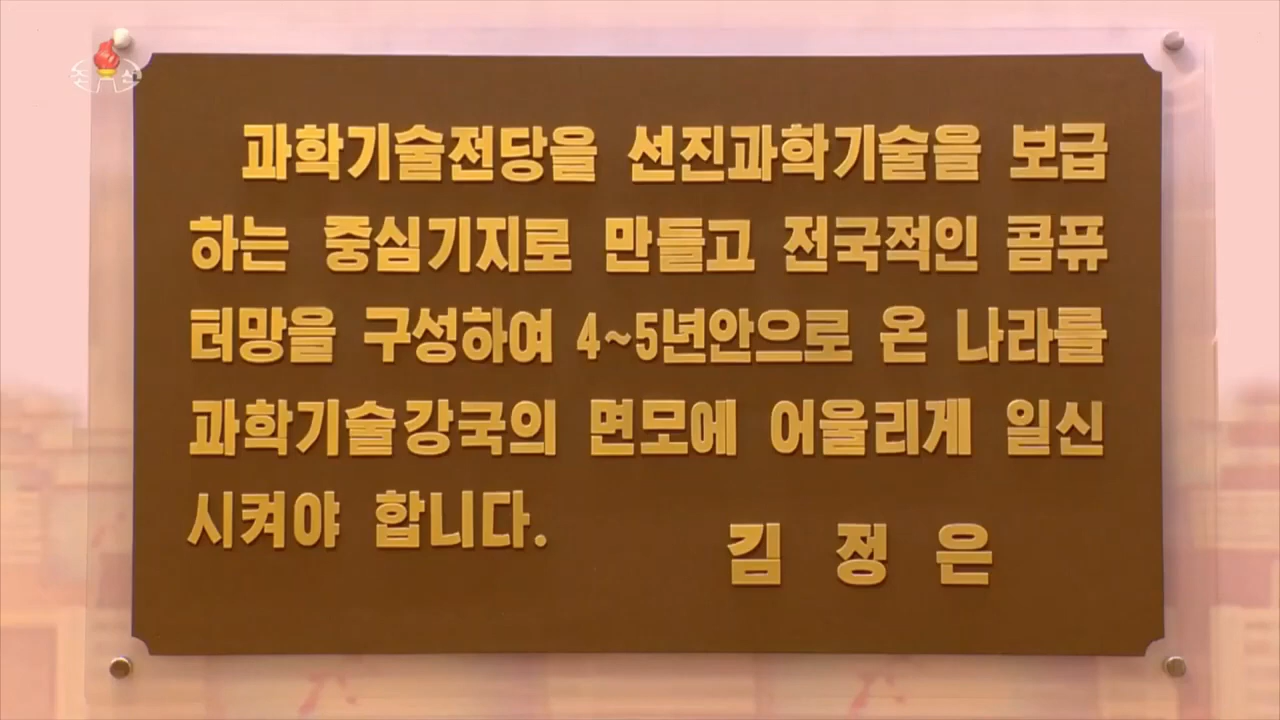 조선
과학기술전당을 선진과학기술을 보급
하는 중심기지로 만들고 전국적인 콤퓨
터망을 구성하여 4~5년안으로 온 나라를
과학기술강국의 면모에 어울리게 일신
시켜야 합니다.
김정은